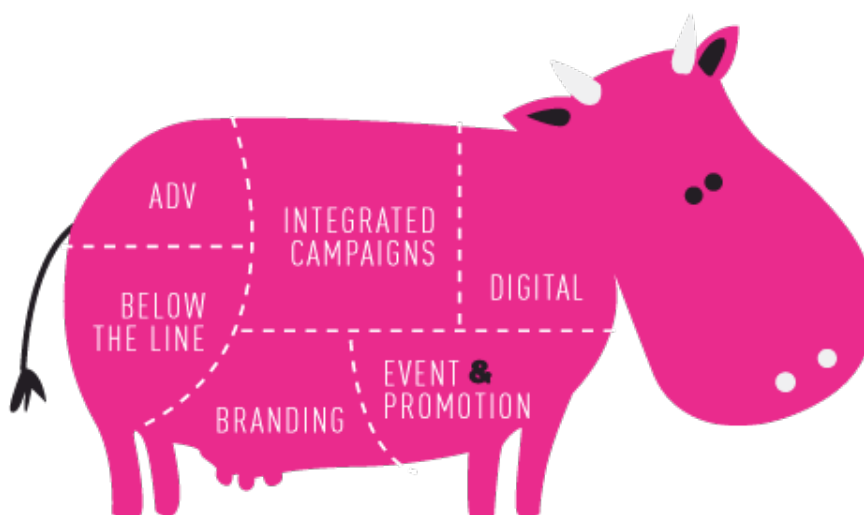 ADV
INTEGRATED
CAMPAIGNS
DIGITAL
BELOW
THE LINE
EVENT &
PROMOTION
BRANDING